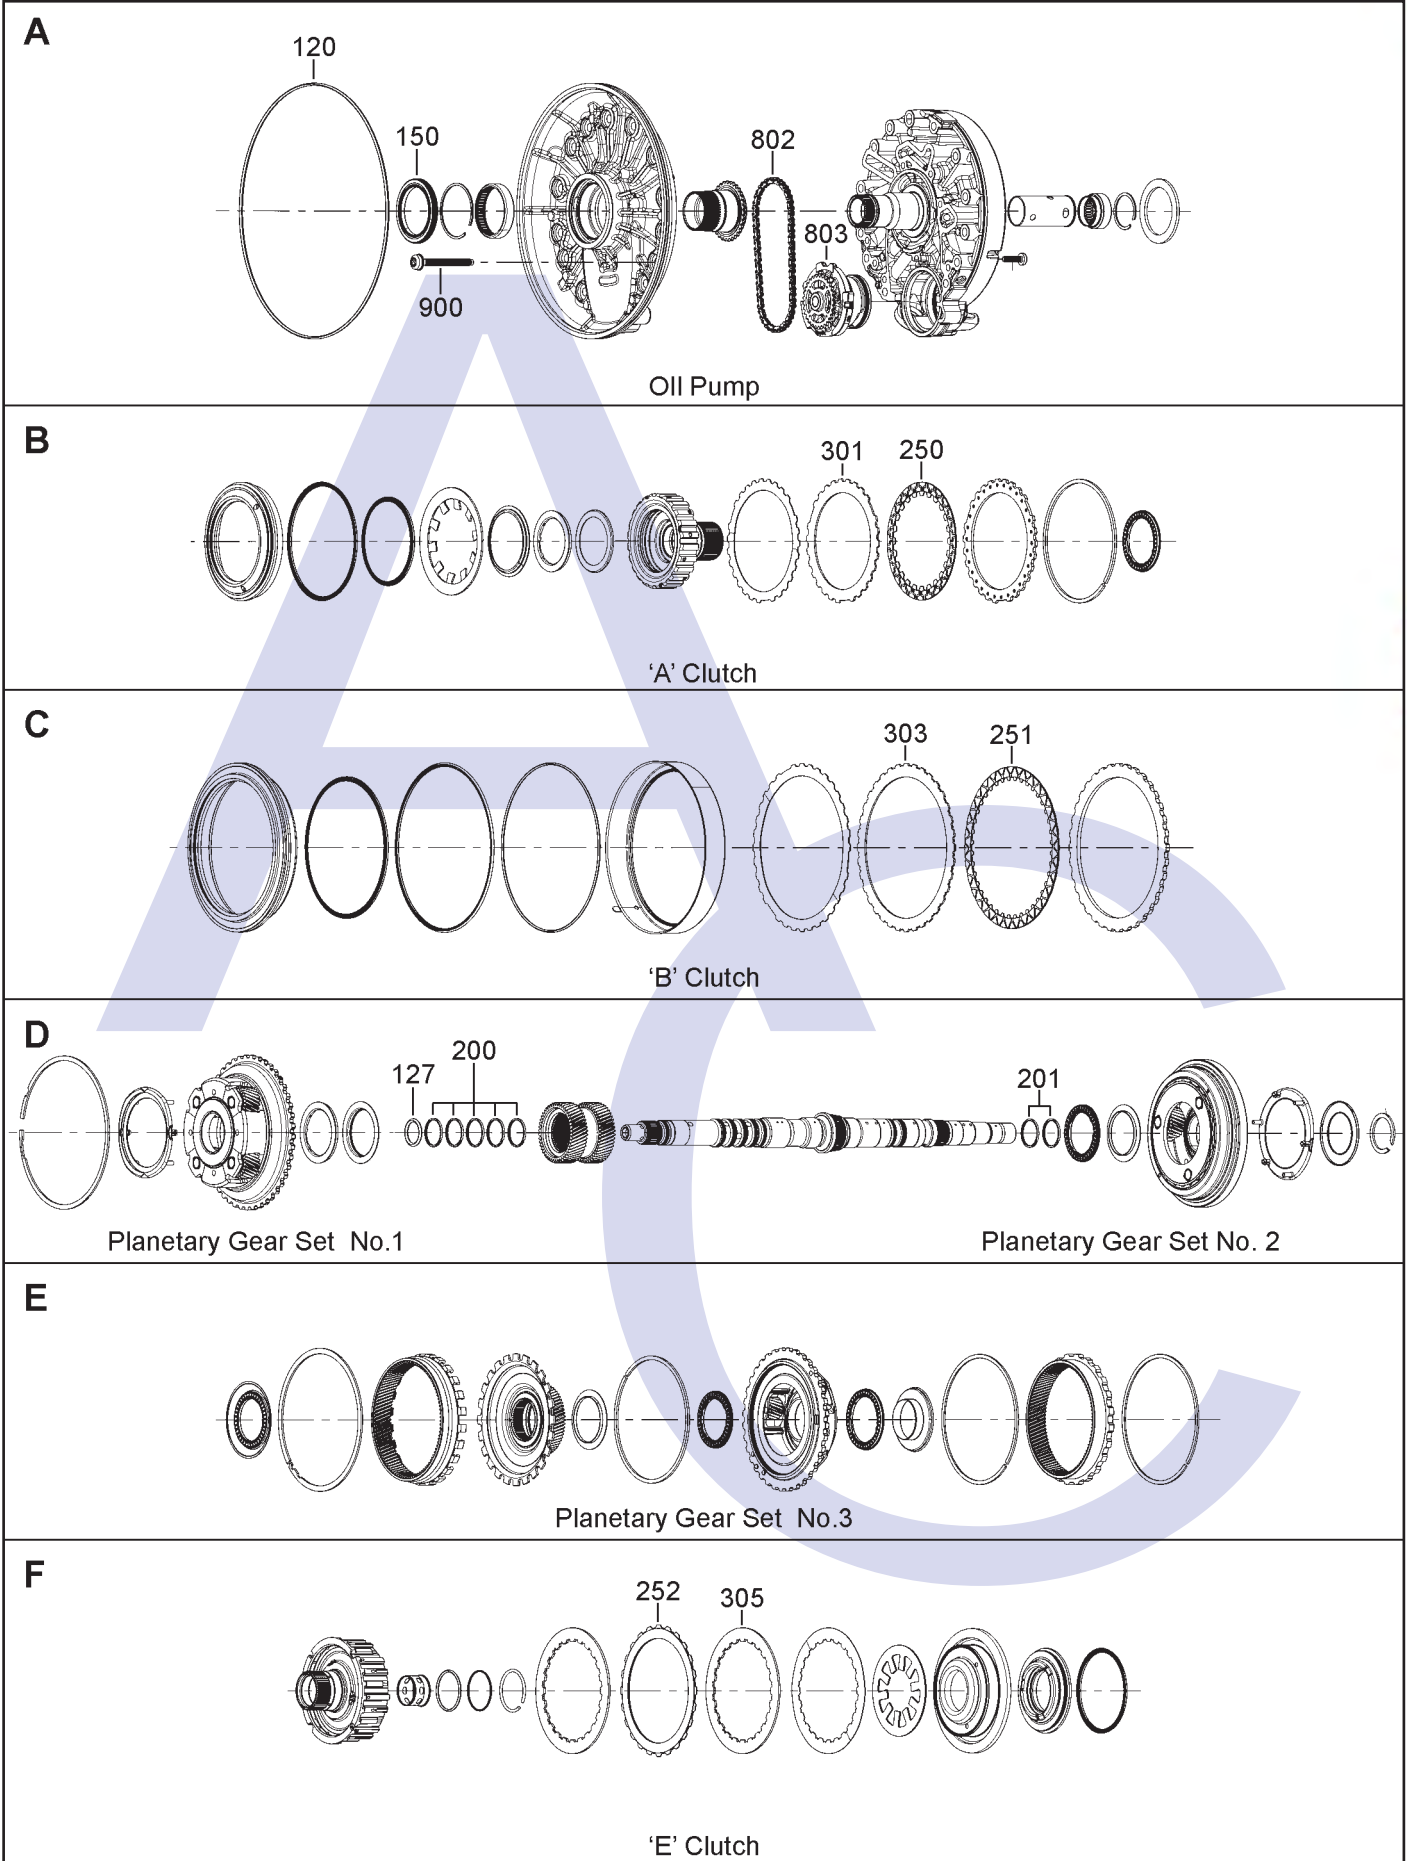 A
120
150
802
803
900
OIl Pump
B
301
250
‘A’ Clutch
C
303
251
‘B’ Clutch
D
200
127
201
Planetary Gear Set No.1
Planetary Gear Set No. 2
E
Planetary Gear Set No.3
F
252
305
‘E’ Clutch
AC